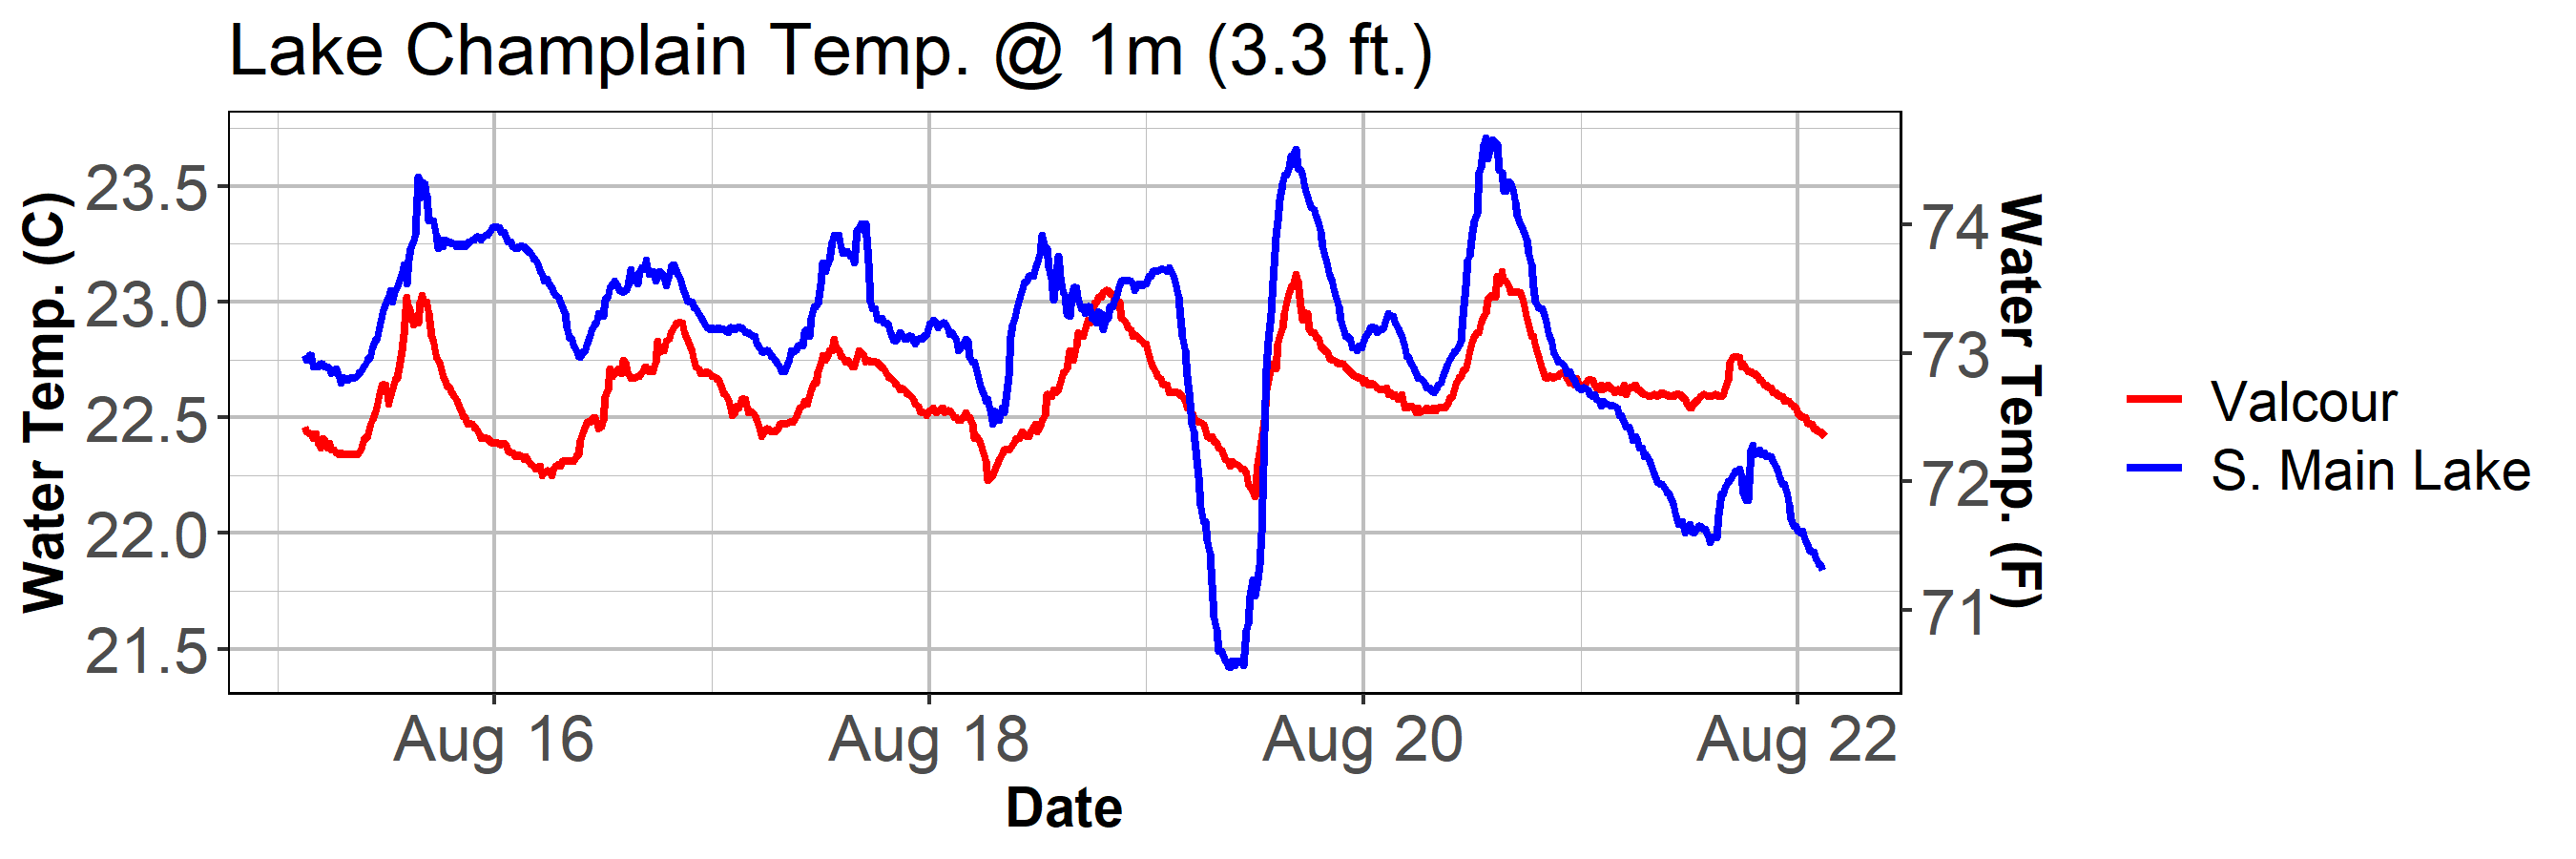 Lake Champlain Temp. @ 1m (3.3 ft.)
Water Temp. (C)
23.5
23.0
22.5
22.0
21.5
74
73
72
71
Water Temp. (F)
Aug 16
Aug 18
Aug 20
Aug 22
Date
Valcour
S. Main Lake